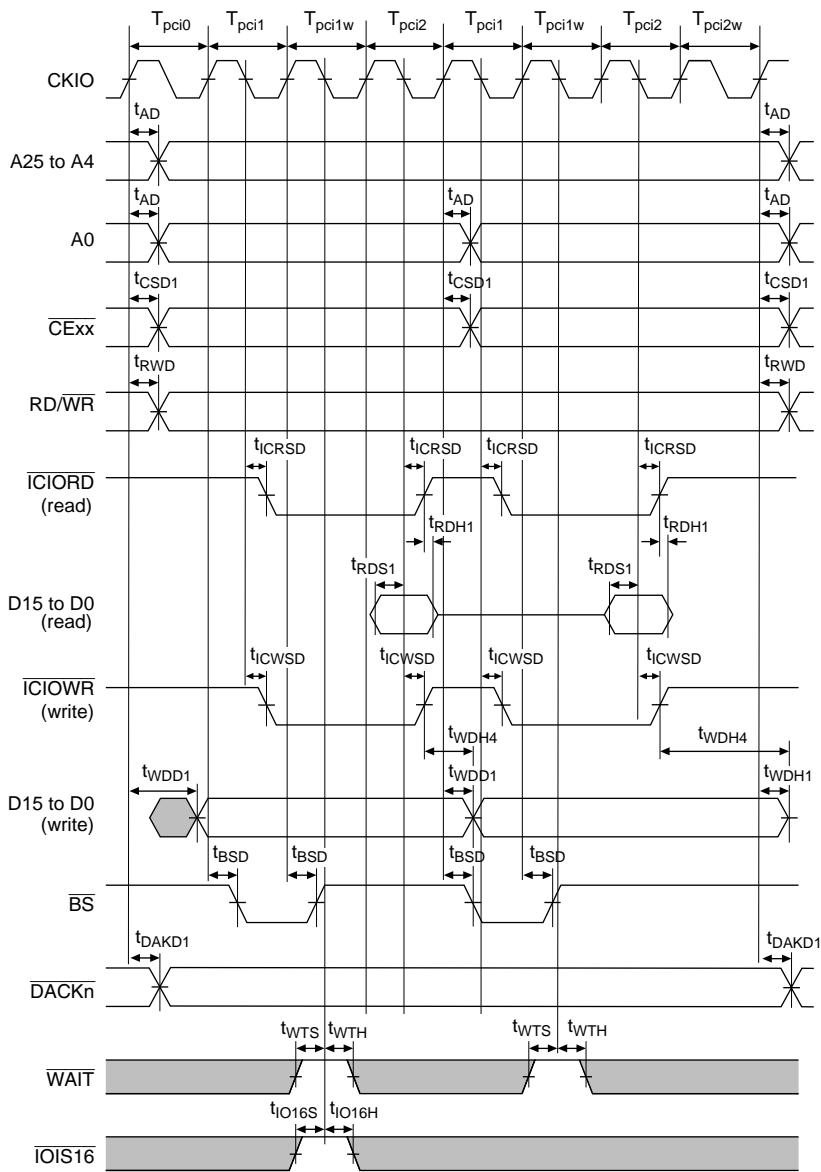 Tpci0 Tpci1 Tpci1w Tpci2 Tpci1 Tpci1w Tpci2 Tpci2w
CKIO
tAD tAD
A25 to A4
tAD tAD tAD
A0
tCSD1 tCSD1 tCSD1
CExx
tRWD tRWD
RD/WR
tICRSD tICRSD tICRSD tICRSD
ICIORD
(read)
tRDH1 tRDH1
tRDS1 tRDS1
D15 to D0
(read)
tICWSD tICWSD tICWSD tICWSD
ICIOWR
(write)
tWDH4 tWDH4
tWDD1 tWDD1 tWDH1
D15 to D0
(write)
tBSD tBSD tBSD tBSD
BS
tDAKD1 tDAKD1
DACKn
tWTS tWTH tWTS tWTH
WAIT
tIO16S tIO16H
IOIS16